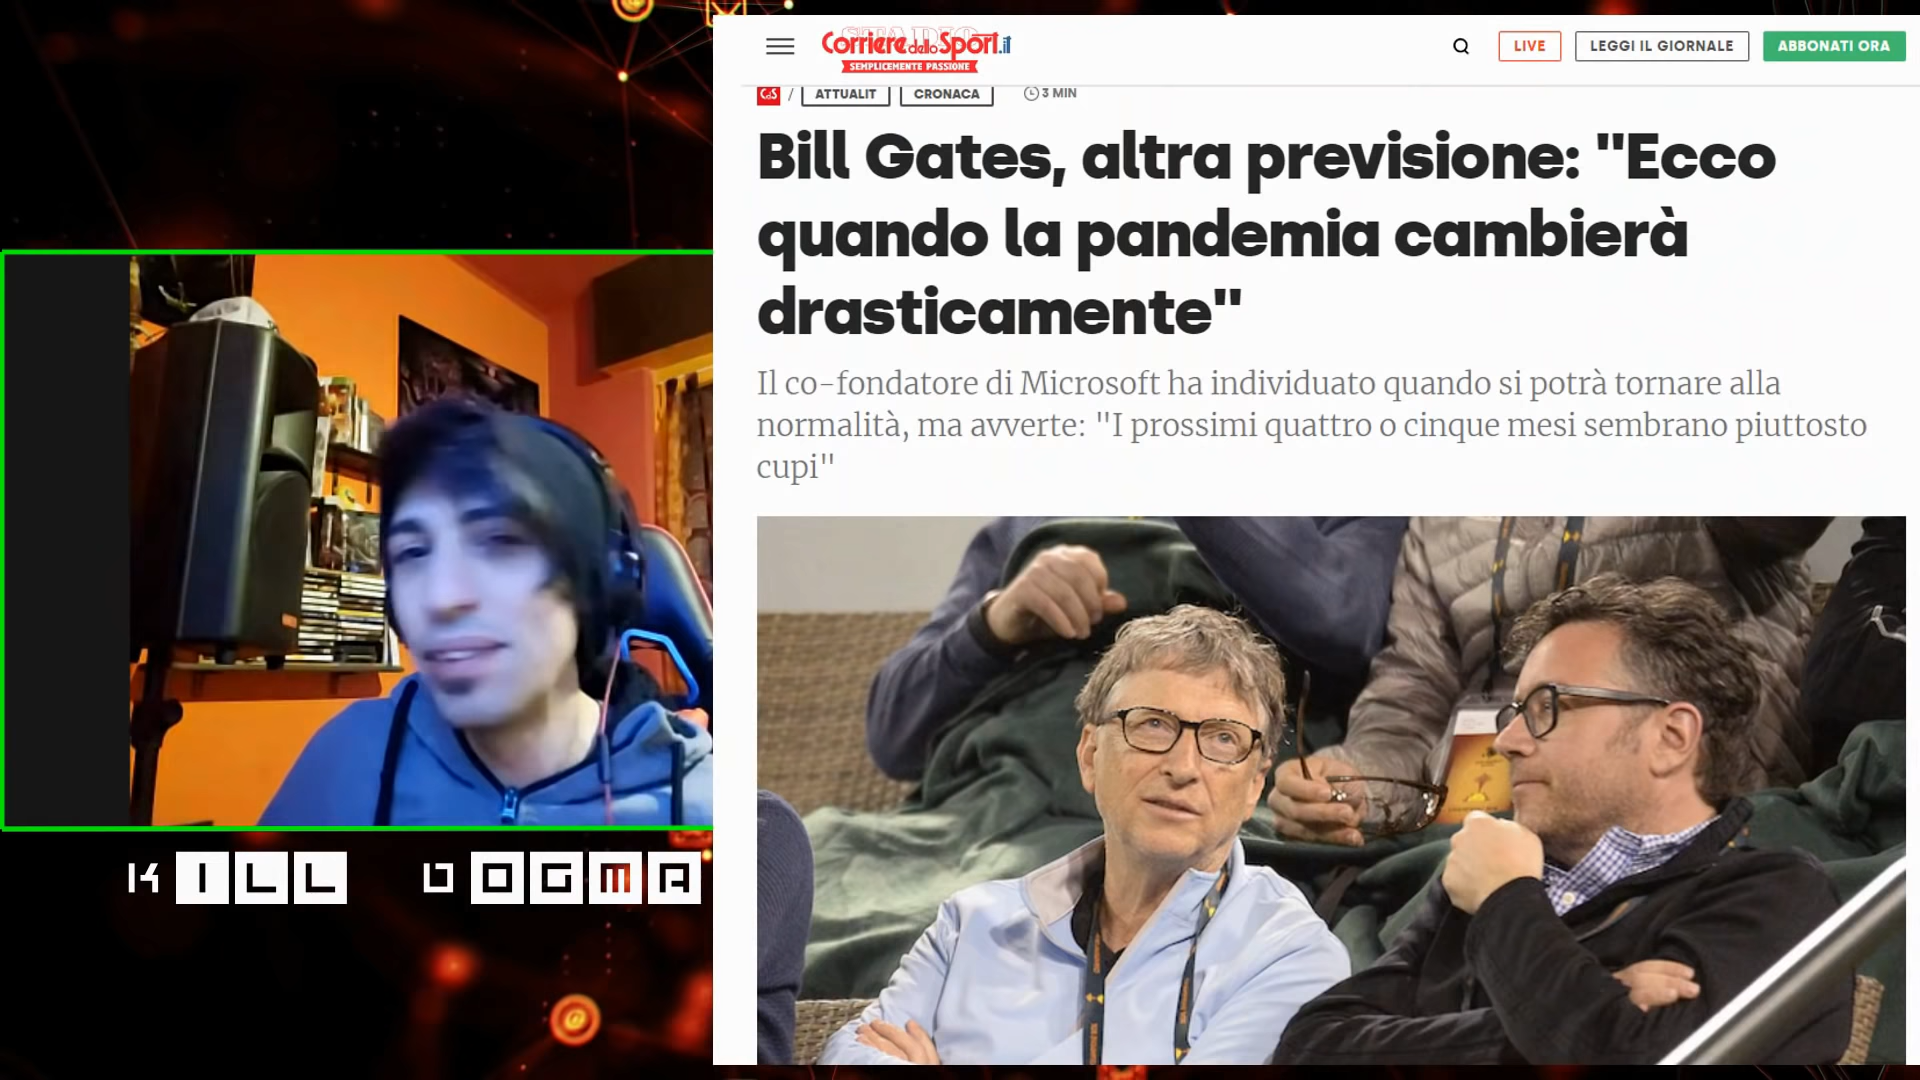 STADIO
Corriere dello Sport.it
SEMPLICEMENTE PASSIONE
LIVE
LEGGI IL GIORNALE
ABBONATI ORA
CdS / ATTUALIT CRONACA 3 MIN
Bill Gates, altra previsione: "Ecco
quando la pandemia cambierà
drasticamente"
Il co-fondatore di Microsoft ha individuato quando si potrà tornare alla
normalità, ma avverte: "I prossimi quattro o cinque mesi sembrano piuttosto
cupi"
KILL DOGMA